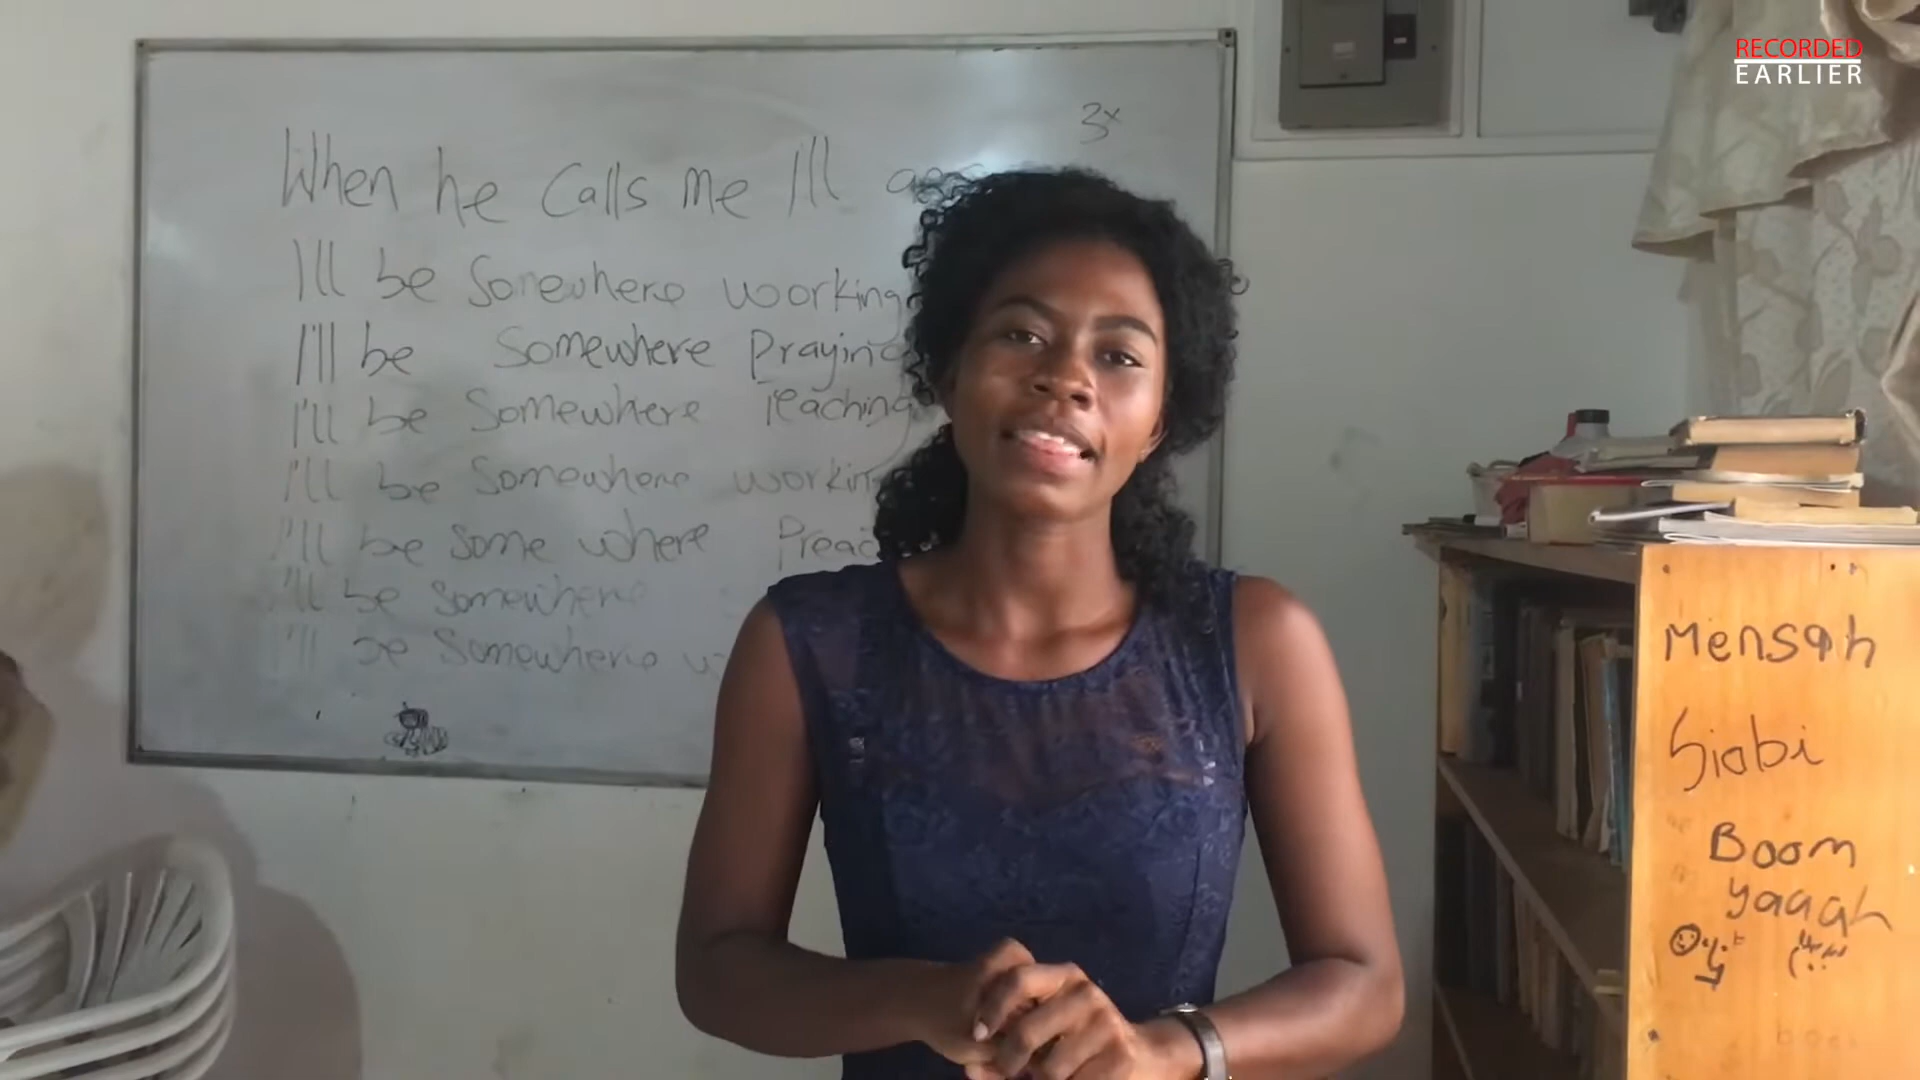 RECORDED
EARLIER
3x
When he Calls me I'll
I'll be Somewhere working
I'll be Somewhere Praying
I'll be Somewhere Teaching
I'll be Somewhere working
I'll be Some where
I'll be Somewhere
I'll be Somewhere
Mensah
Siabi
Boom
yaaah